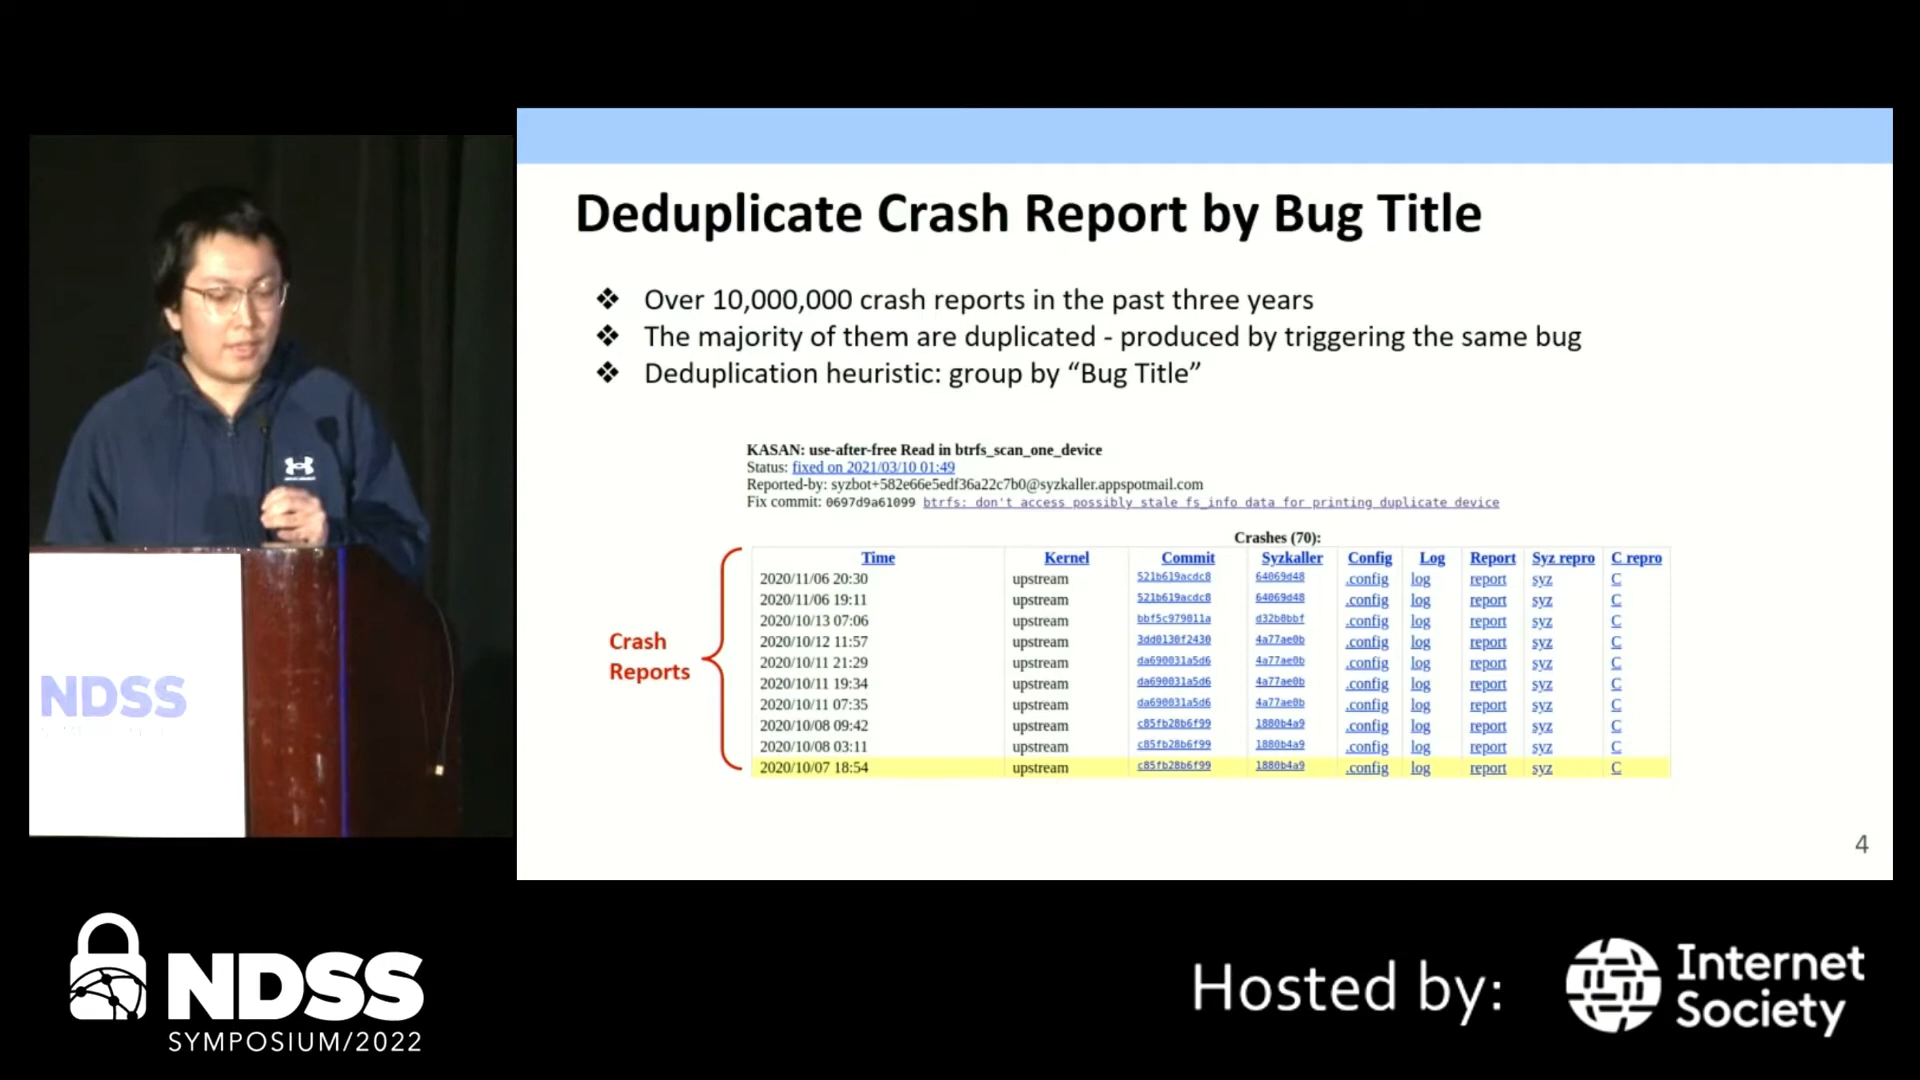 Deduplicate Crash Report by Bug Title
❖ Over 10,000,000 crash reports in the past three years
❖ The majority of them are duplicated - produced by triggering the same bug
❖ Deduplication heuristic: group by “Bug Title”
KASAN: use-after-free Read in btrfs_scan_one_device
Status: fixed on 2021/03/10 01:49
Reported-by: syzbot+582e66e5edf36a22c7b0@syzkaller.appspotmail.com
Fix commit: 0697d9a61099 btrfs: don't access possibly stale fs_info data for printing duplicate device
Crashes (70):
Time Kernel Commit Syzkaller Config Log Report Syz repro C repro
2020/11/06 20:30 upstream 521b619acdc8 64069d48 .config log report syz C
2020/11/06 19:11 upstream 521b619acdc8 64069d48 .config log report syz C
2020/10/13 07:06 upstream bbf5c979011a d32b0bbf .config log report syz C
2020/10/12 11:57 upstream 3dd0130f2430 4a77ae0b .config log report syz C
2020/10/11 21:29 upstream da690031a5d6 4a77ae0b .config log report syz C
2020/10/11 19:34 upstream da690031a5d6 4a77ae0b .config log report syz C
2020/10/11 07:35 upstream da690031a5d6 4a77ae0b .config log report syz C
2020/10/08 09:42 upstream c85fb28b6f99 1880b4a9 .config log report syz C
2020/10/08 03:11 upstream c85fb28b6f99 1880b4a9 .config log report syz C
2020/10/07 18:54 upstream c85fb28b6f99 1880b4a9 .config log report syz C
Crash
Reports
4
NDSS
NDSS
SYMPOSIUM/2022
Hosted by:
Internet
Society